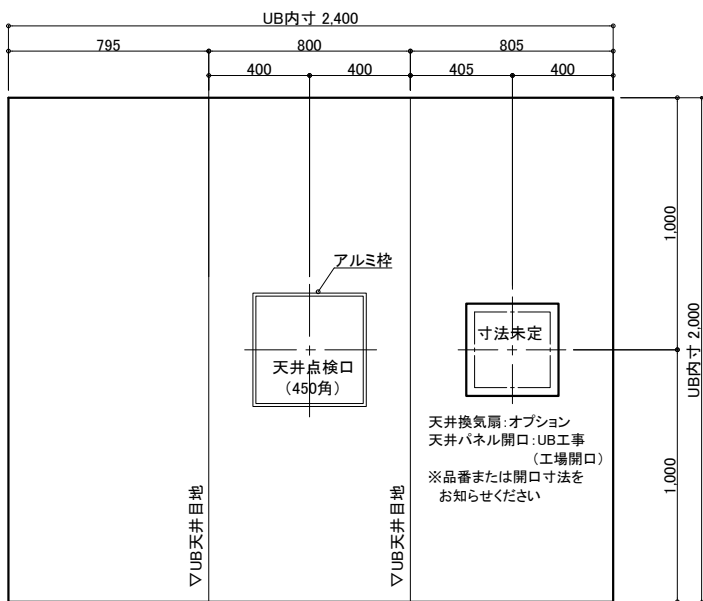 UB内寸 2,400
795
800
805
400
400
405
400
1,000
UB内寸 2,000
1,000
アルミ枠
天井点検口
（450角）
寸法未定
天井換気扇：オプション
天井パネル開口：UB工事
（工場開口）
※品番または開口寸法を
お知らせください
▽UB天井目地
▽UB天井目地